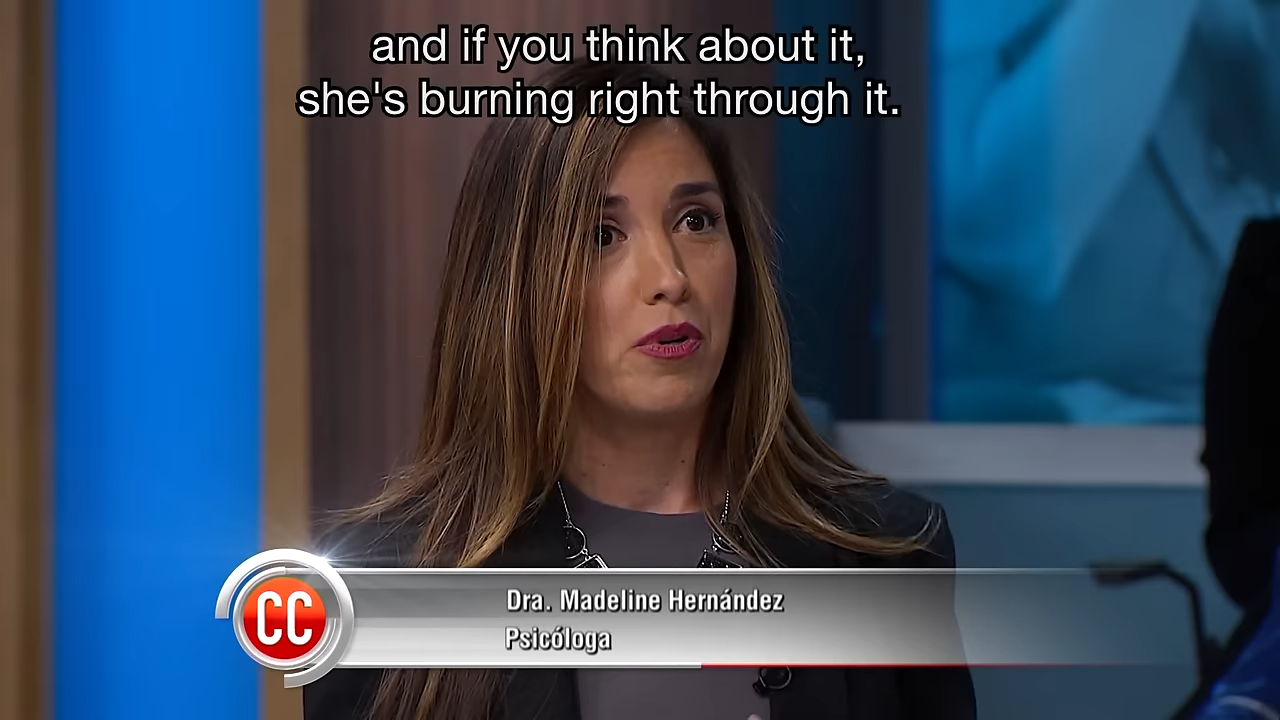 and if you think about it,
she's burning right through it.
CC
Dra. Madeline Hernández
Psicóloga